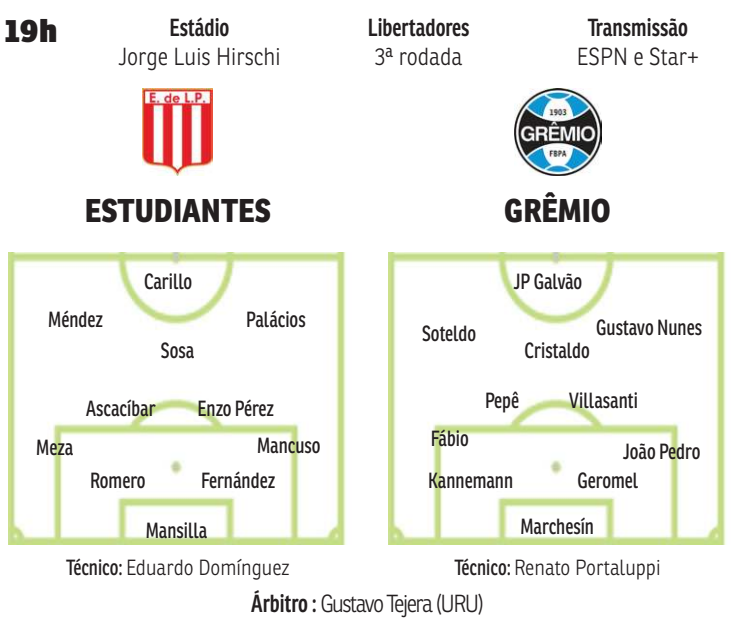 19h
Estádio
Jorge Luis Hirschi
Libertadores
3ª rodada
Transmissão
ESPN e Star+
E. de L.P.
1903
GRÊMIO
FBPA
ESTUDIANTES
GRÊMIO
Carillo
Méndez
Palácios
Sosa
Ascacíbar
Enzo Pérez
Meza
Mancuso
Romero
Fernández
Mansilla
Técnico: Eduardo Domínguez
JP Galvão
Soteldo
Gustavo Nunes
Cristaldo
Pepê
Villasanti
Fábio
João Pedro
Kannemann
Geromel
Marchesín
Técnico: Renato Portaluppi
Árbitro : Gustavo Tejera (URU)